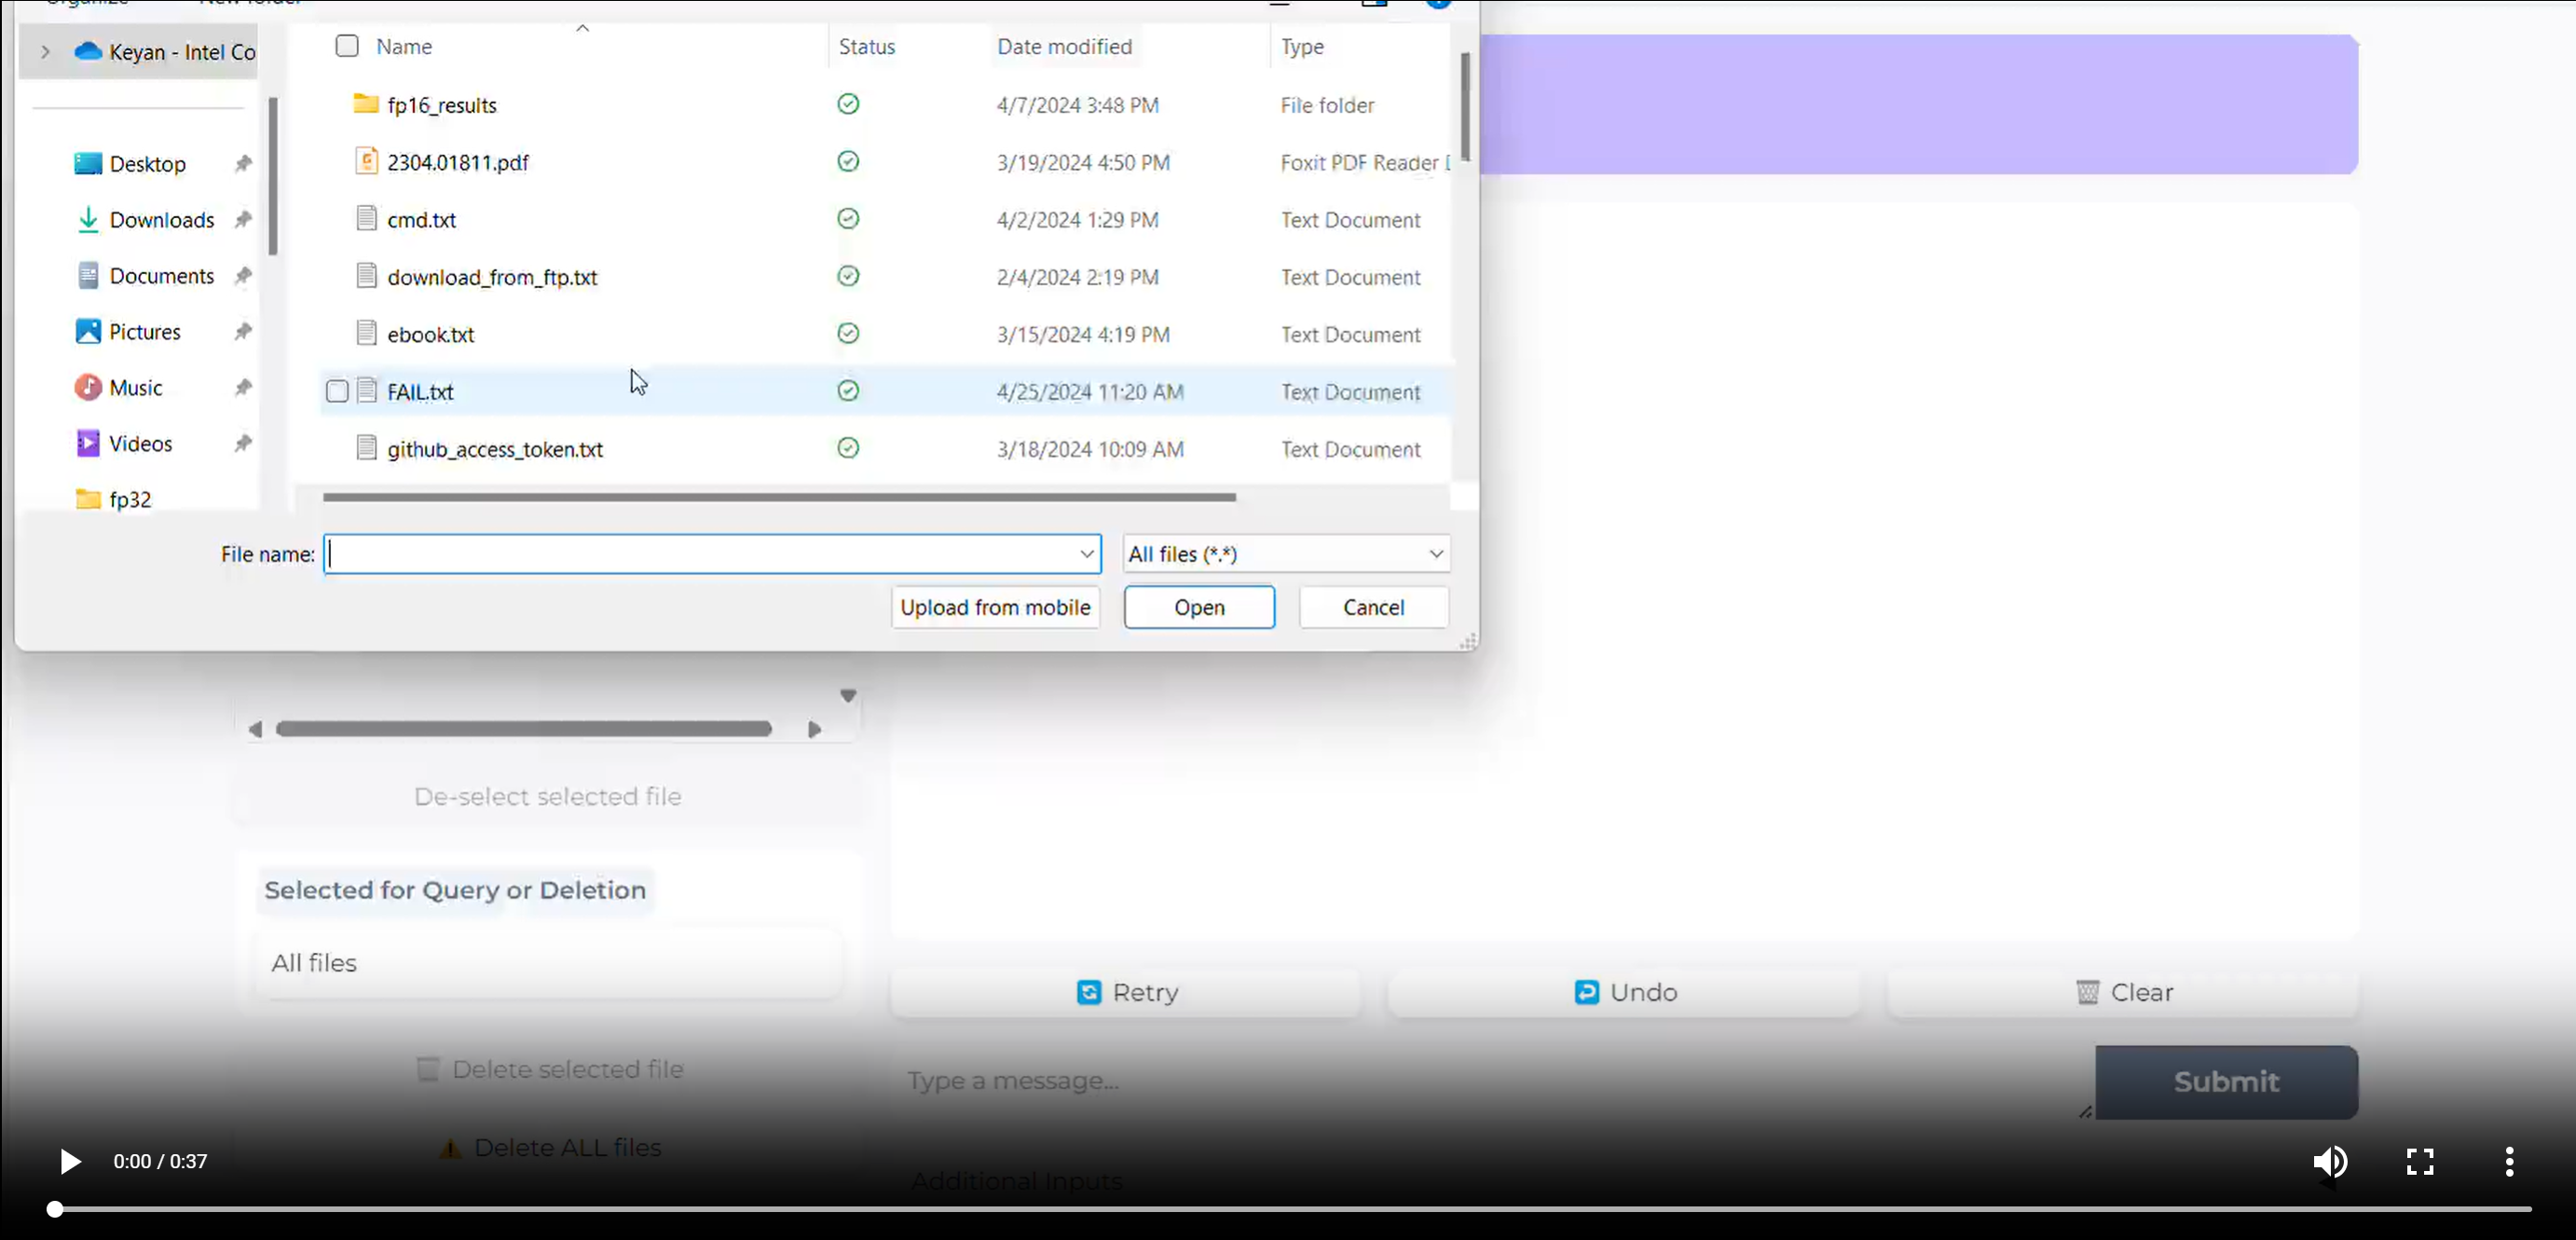 Organize New folder
Keyan - Intel Co
Name Status Date modified Type
fp16_results 4/7/2024 3:48 PM File folder
2304.01811.pdf 3/19/2024 4:50 PM Foxit PDF Reader D
cmd.txt 4/2/2024 1:29 PM Text Document
download_from_ftp.txt 2/4/2024 2:19 PM Text Document
ebook.txt 3/15/2024 4:19 PM Text Document
FAIL.txt 4/25/2024 11:20 AM Text Document
github_access_token.txt 3/18/2024 10:09 AM Text Document
Desktop
Downloads
Documents
Pictures
Music
Videos
fp32
File name: All files (*.*)
Upload from mobile Open Cancel
De-select selected file
Selected for Query or Deletion
All files
Retry Undo Clear
Delete selected file
Type a message... Submit
Delete ALL files
Additional Inputs
0:00 / 0:37